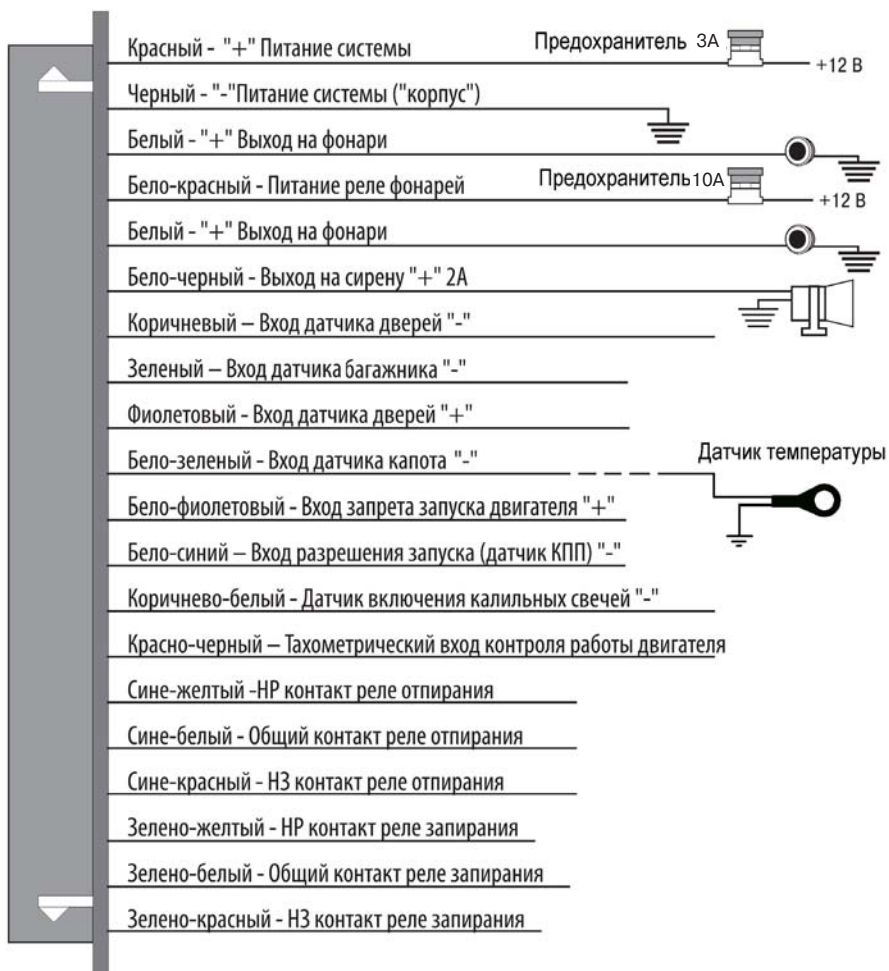 Красный - "+" Питание системы
Предохранитель 3А
+12 В
Черный - "-"Питание системы ("корпус")
Белый - "+" Выход на фонари
Бело-красный - Питание реле фонарей
Предохранитель10А
+12 В
Белый - "+" Выход на фонари
Бело-черный - Выход на сирену "+" 2А
Коричневый – Вход датчика дверей "-"
Зеленый – Вход датчика багажника "-"
Фиолетовый - Вход датчика дверей "+"
Бело-зеленый - Вход датчика капота "-"
Датчик температуры
Бело-фиолетовый - Вход запрета запуска двигателя "+"
Бело-синий – Вход разрешения запуска (датчик КПП) "-"
Коричнево-белый - Датчик включения калильных свечей "-"
Красно-черный – Тахометрический вход контроля работы двигателя
Сине-желтый -НР контакт реле отпирания
Сине-белый - Общий контакт реле отпирания
Сине-красный - НЗ контакт реле отпирания
Зелено-желтый - НР контакт реле запирания
Зелено-белый - Общий контакт реле запирания
Зелено-красный - НЗ контакт реле запирания